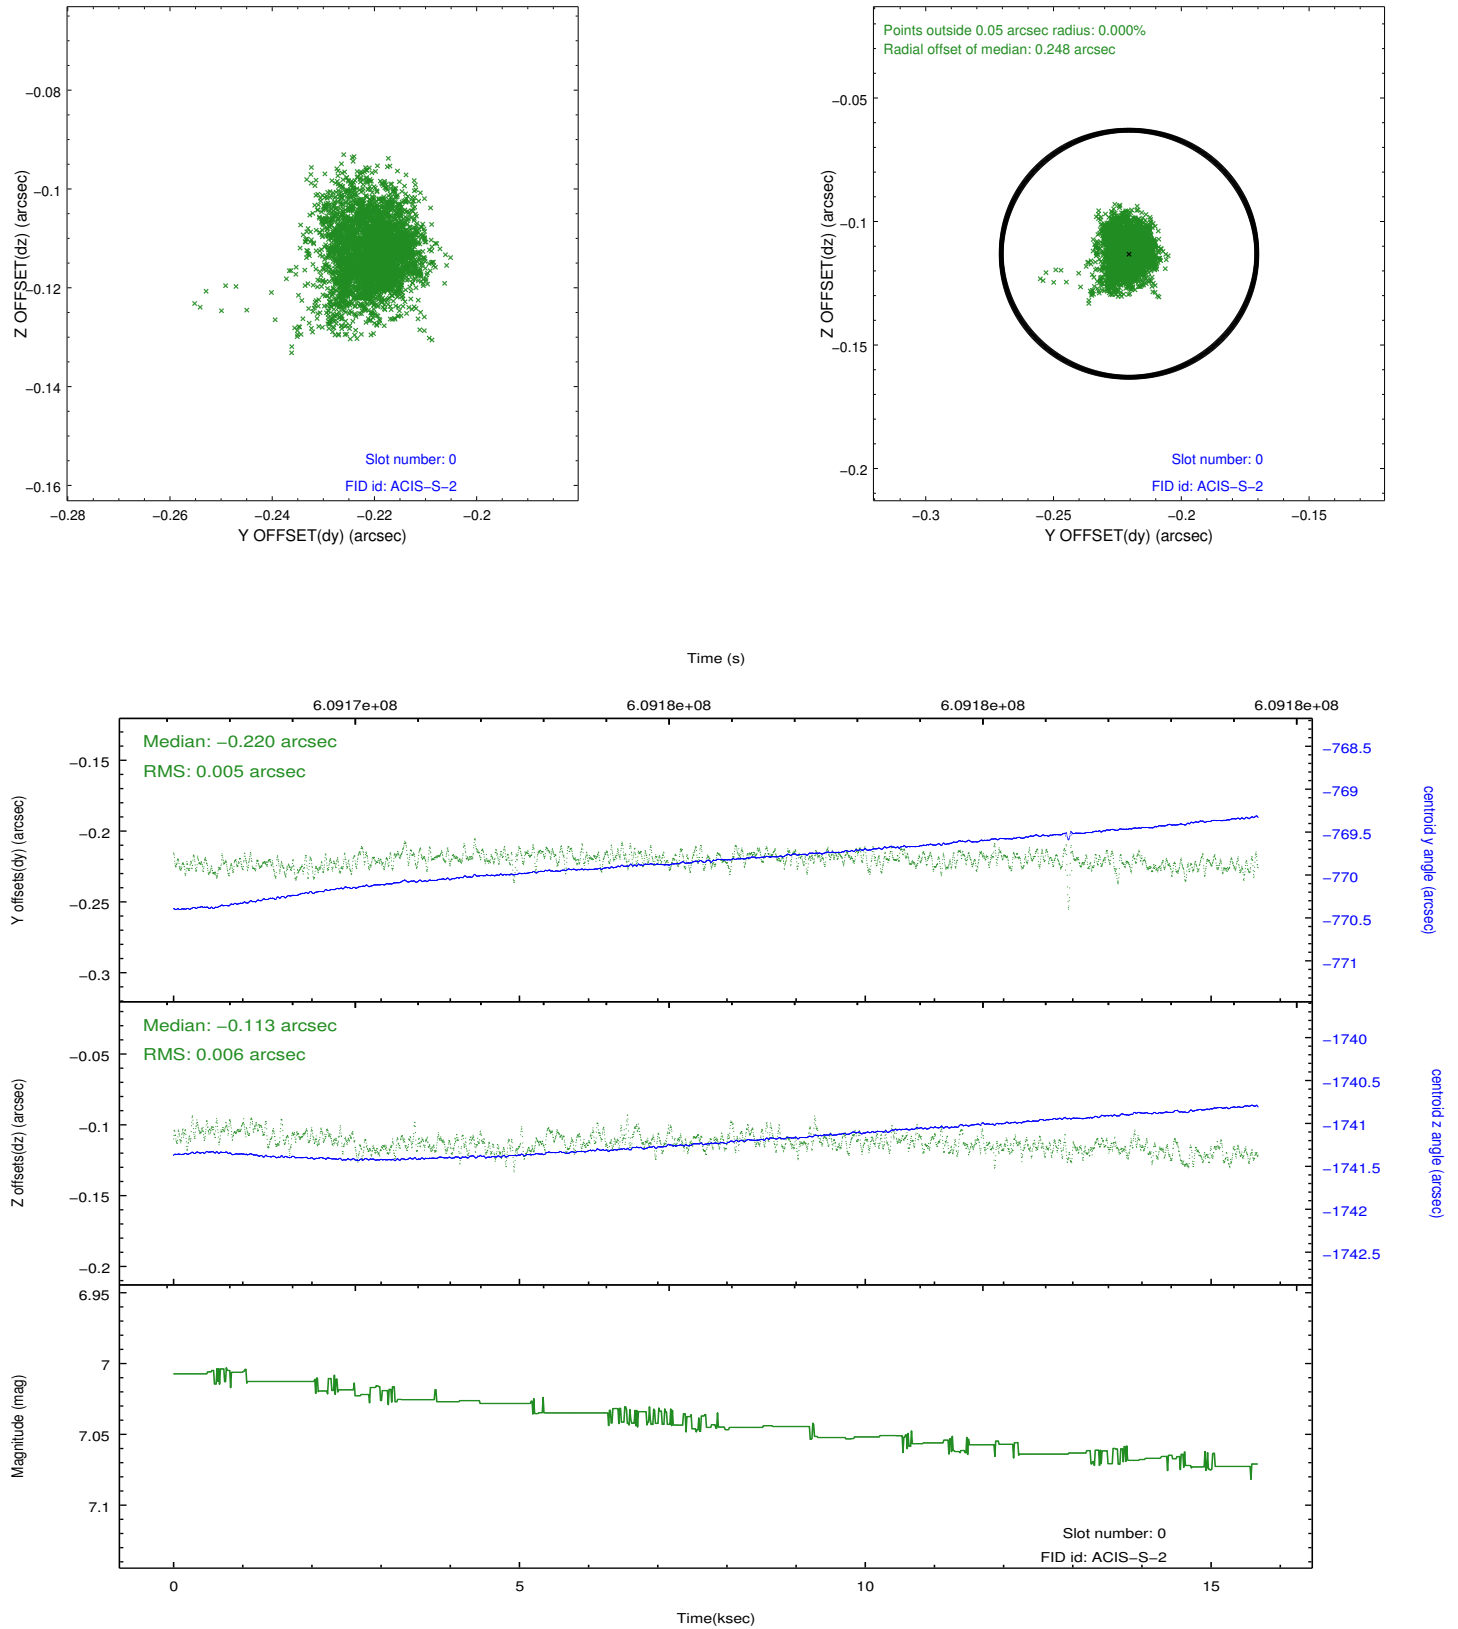 −0.08
−0.1
−0.12
−0.14
−0.16
Z OFFSET(dz) (arcsec)
Slot number: 0
FID id: ACIS−S−2
−0.28
−0.26
−0.24
−0.22
−0.2
Y OFFSET(dy) (arcsec)
Points outside 0.05 arcsec radius: 0.000%
Radial offset of median: 0.248 arcsec
−0.05
−0.1
−0.15
−0.2
Z OFFSET(dz) (arcsec)
Slot number: 0
FID id: ACIS−S−2
−0.3
−0.25
−0.2
−0.15
Y OFFSET(dy) (arcsec)
Time (s)
6.0917e+08
6.0918e+08
6.0918e+08
6.0918e+08
Median: −0.220 arcsec
RMS: 0.005 arcsec
−0.15
−0.2
−0.25
−0.3
Y offsets(dy) (arcsec)
−768.5
−769
−769.5
−770
−770.5
−771
centroid y angle (arcsec)
Median: −0.113 arcsec
RMS: 0.006 arcsec
−0.05
−0.1
−0.15
−0.2
Z offsets(dz) (arcsec)
−1740
−1740.5
−1741
−1741.5
−1742
−1742.5
centroid z angle (arcsec)
6.95
7
7.05
7.1
Magnitude (mag)
Slot number: 0
FID id: ACIS−S−2
0
5
10
15
Time(ksec)